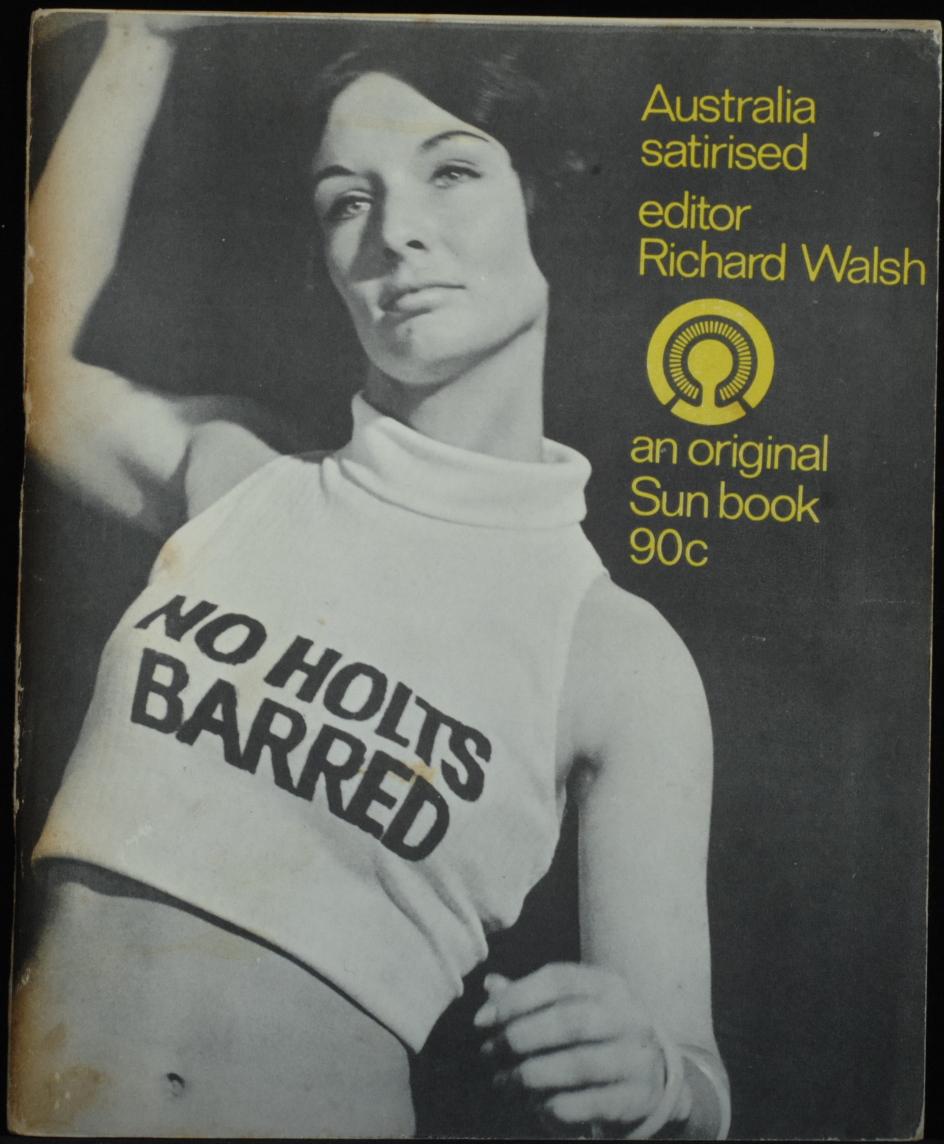 Australia
satirised
editor
Richard Walsh
an original
Sun book
90c
NO HOLTS
BARRED